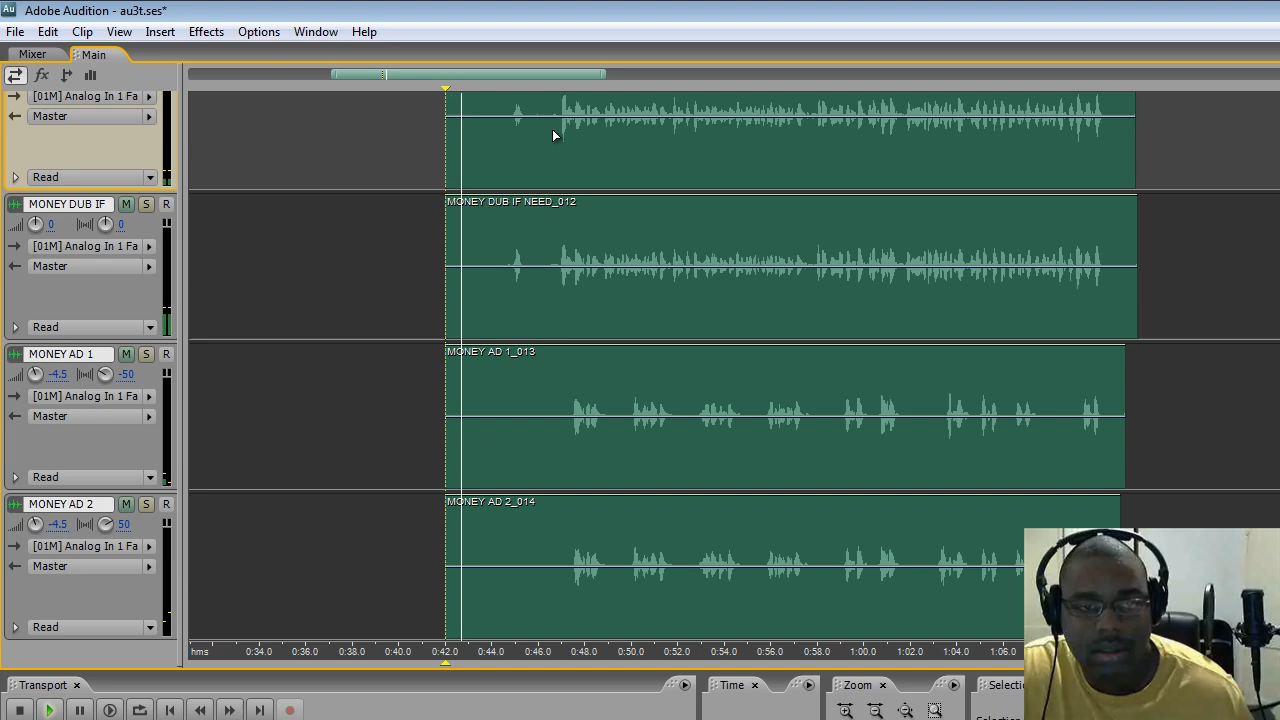 Au Adobe Audition - au3t.ses*
File Edit Clip View Insert Effects Options Window Help
Mixer Main
fx
[01M] Analog In 1 Fa
Master
Read
MONEY DUB IF M S R
0 0
[01M] Analog In 1 Fa
Master
Read
MONEY DUB IF NEED_012
MONEY AD 1 M S R
-4.5 -50
[01M] Analog In 1 Fa
Master
Read
MONEY AD 1_013
MONEY AD 2 M S R
-4.5 50
[01M] Analog In 1 Fa
Master
Read
MONEY AD 2_014
hms 0:34.0 0:36.0 0:38.0 0:40.0 0:42.0 0:44.0 0:46.0 0:48.0 0:50.0 0:52.0 0:54.0 0:56.0 0:58.0 1:00.0 1:02.0 1:04.0 1:06.0
Transport x Time x Zoom x Selecti